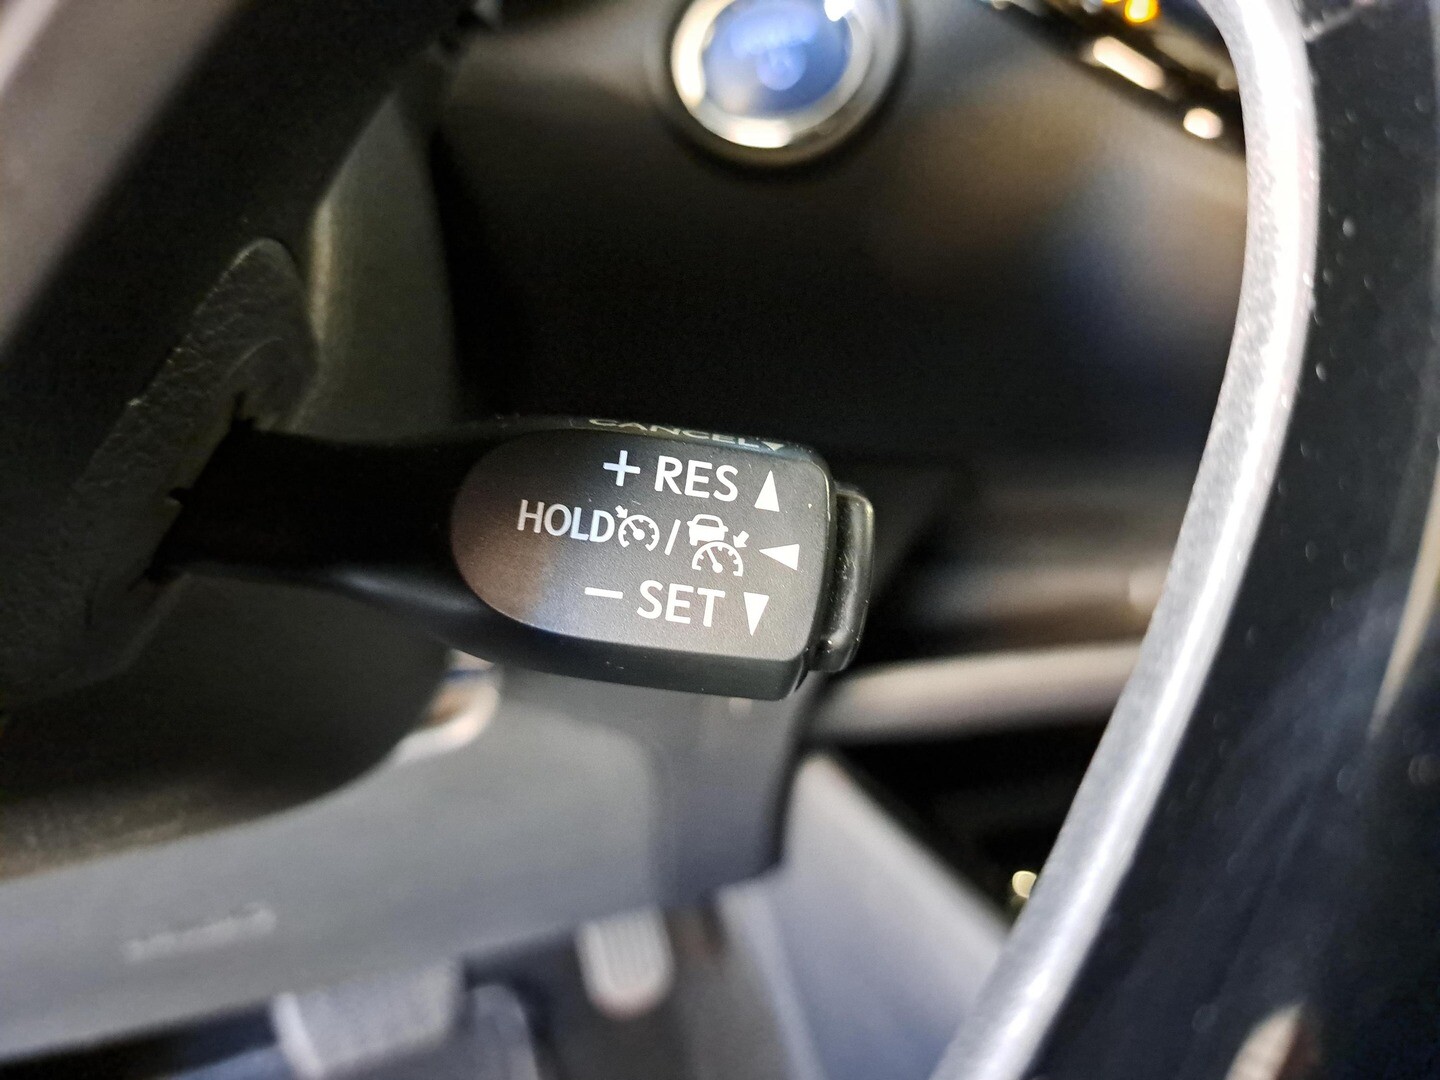 CANCEL
+ RES
HOLD /
− SET